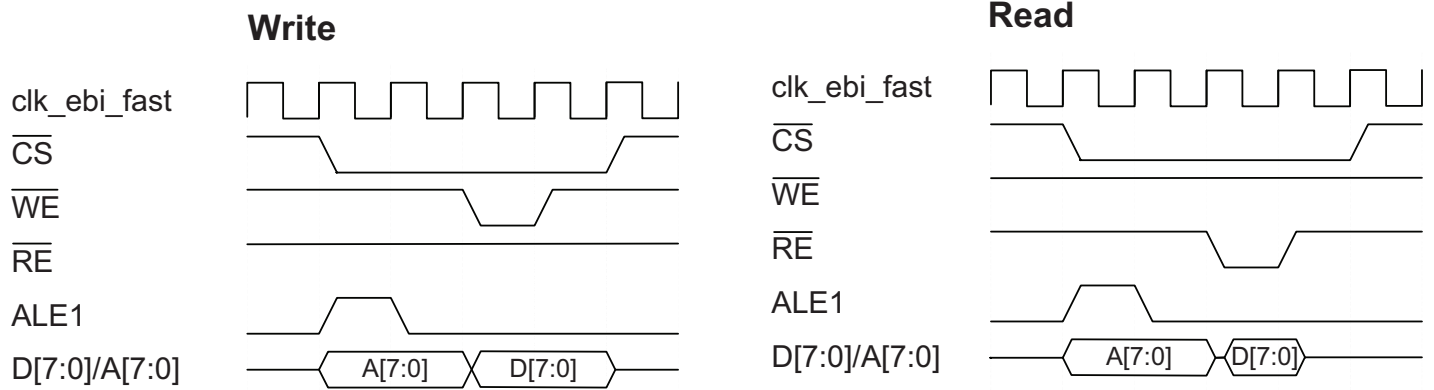 Write
clk_ebi_fast
CS
WE
RE
ALE1
D[7:0]/A[7:0]
A[7:0]
D[7:0]
Read
clk_ebi_fast
CS
WE
RE
ALE1
D[7:0]/A[7:0]
A[7:0]
D[7:0]